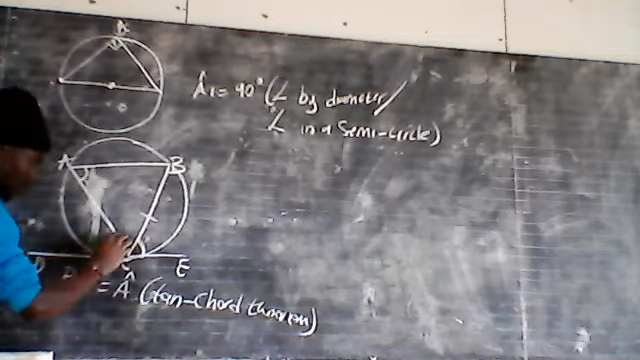 A
Â1 = 90° (∠ by diameter/
∠ in a semi-circle)
A B
E
= Â (tan-chord theorem)